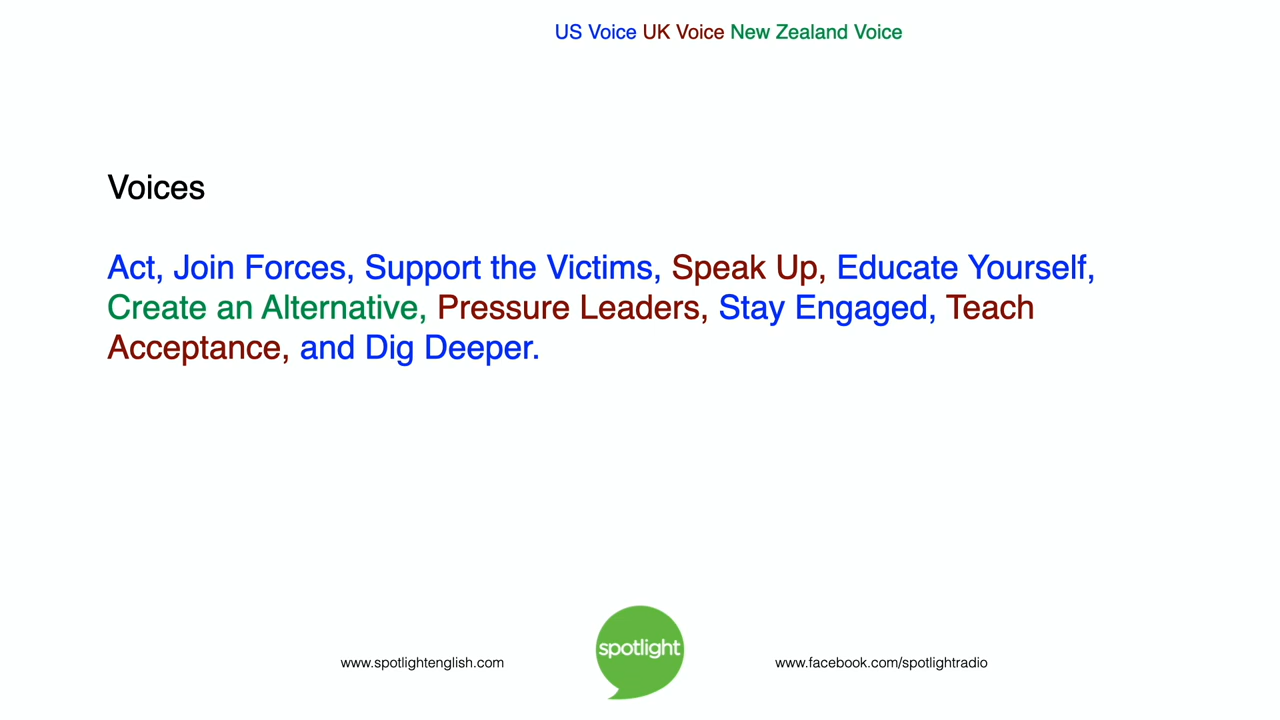 US Voice UK Voice New Zealand Voice
Voices
Act, Join Forces, Support the Victims, Speak Up, Educate Yourself,
Create an Alternative, Pressure Leaders, Stay Engaged, Teach
Acceptance, and Dig Deeper.
spotlight
www.spotlightenglish.com
www.facebook.com/spotlightradio